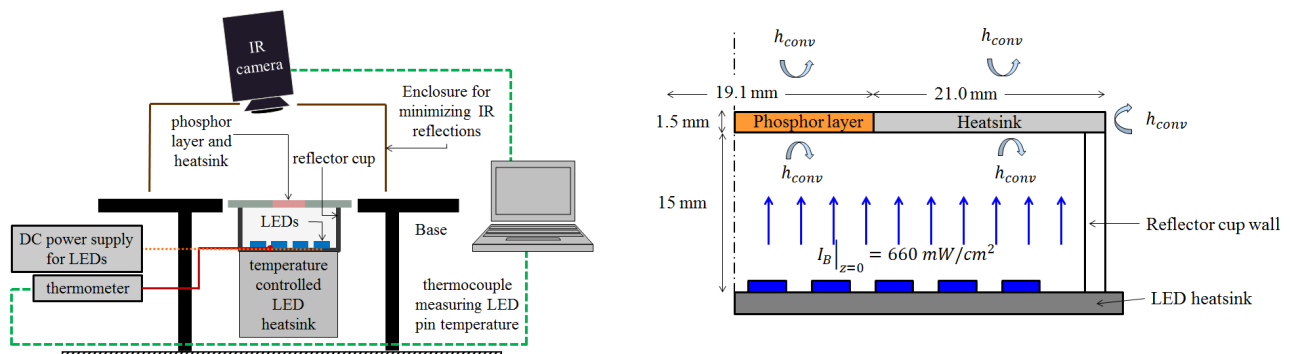 IR
camera
Enclosure for
minimizing IR
reflections
phosphor
layer and
heatsink
reflector cup
LEDs
Base
DC power supply
for LEDs
thermometer
temperature
controlled
LED
heatsink
thermocouple
measuring LED
pin temperature
h_conv
h_conv
19.1 mm
21.0 mm
1.5 mm
Phosphor layer
Heatsink
h_conv
h_conv
h_conv
15 mm
Reflector cup wall
I_B|_{z=0} = 660 mW/cm^2
LED heatsink